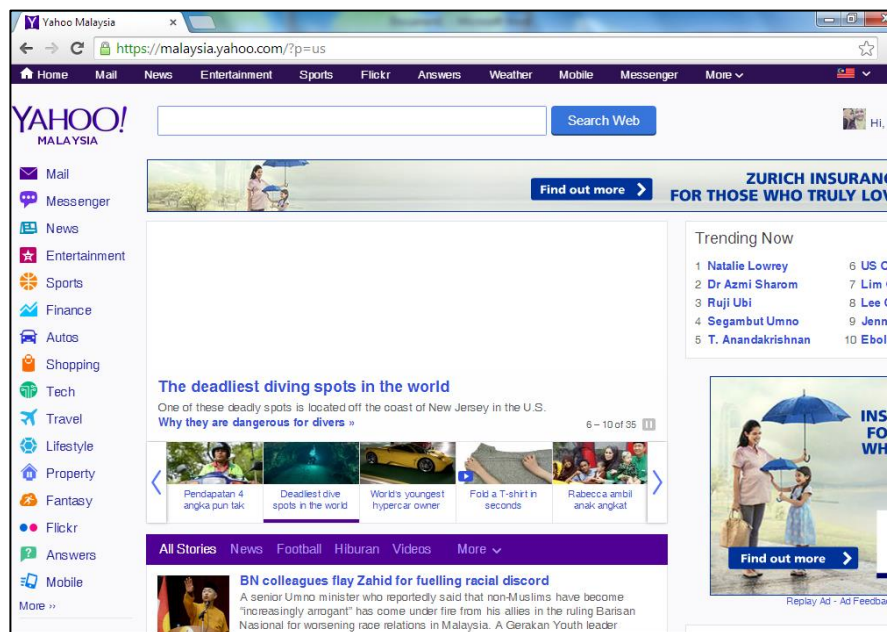 Yahoo Malaysia
https://malaysia.yahoo.com/?p=us
Home Mail News Entertainment Sports Flickr Answers Weather Mobile Messenger More
YAHOO!
MALAYSIA
Search Web
Hi,
Mail
Messenger
News
Entertainment
Sports
Finance
Autos
Shopping
Tech
Travel
Lifestyle
Property
Fantasy
Flickr
Answers
Mobile
More ››
Find out more
ZURICH INSURANC
FOR THOSE WHO TRULY LOV
The deadliest diving spots in the world
One of these deadly spots is located off the coast of New Jersey in the U.S.
Why they are dangerous for divers »
6 – 10 of 35
Pendapatan 4
angka pun tak
Deadliest dive
spots in the world
World's youngest
hypercar owner
Fold a T-shirt in
seconds
Rabecca ambil
anak angkat
All Stories News Football Hiburan Videos More
BN colleagues flay Zahid for fuelling racial discord
A senior Umno minister who reportedly said that non-Muslims have become
"increasingly arrogant" has come under fire from his allies in the ruling Barisan
Nasional for worsening race relations in Malaysia. A Gerakan Youth leader
Trending Now
1 Natalie Lowrey
2 Dr Azmi Sharom
3 Ruji Ubi
4 Segambut Umno
5 T. Anandakrishnan
6 US
7 Lim
8 Lee
9 Jenn
10 Ebol
INS
FO
WH
Find out more
Replay Ad - Ad Feedba